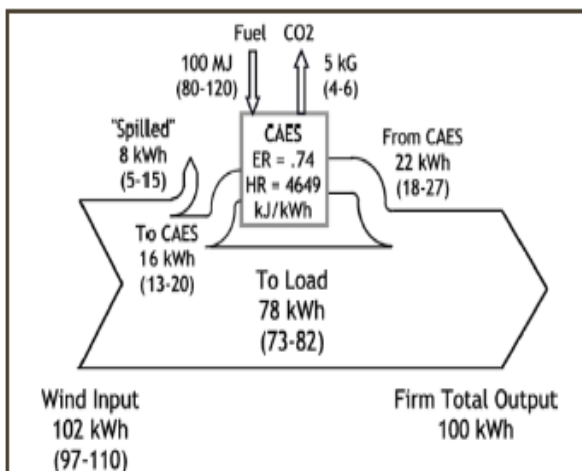 Fuel CO2
100 MJ
(80-120)
5 kG
(4-6)
"Spilled"
8 kWh
(5-15)
CAES
ER = .74
HR = 4649
kJ/kWh
From CAES
22 kWh
(18-27)
To CAES
16 kWh
(13-20)
To Load
78 kWh
(73-82)
Wind Input
102 kWh
(97-110)
Firm Total Output
100 kWh